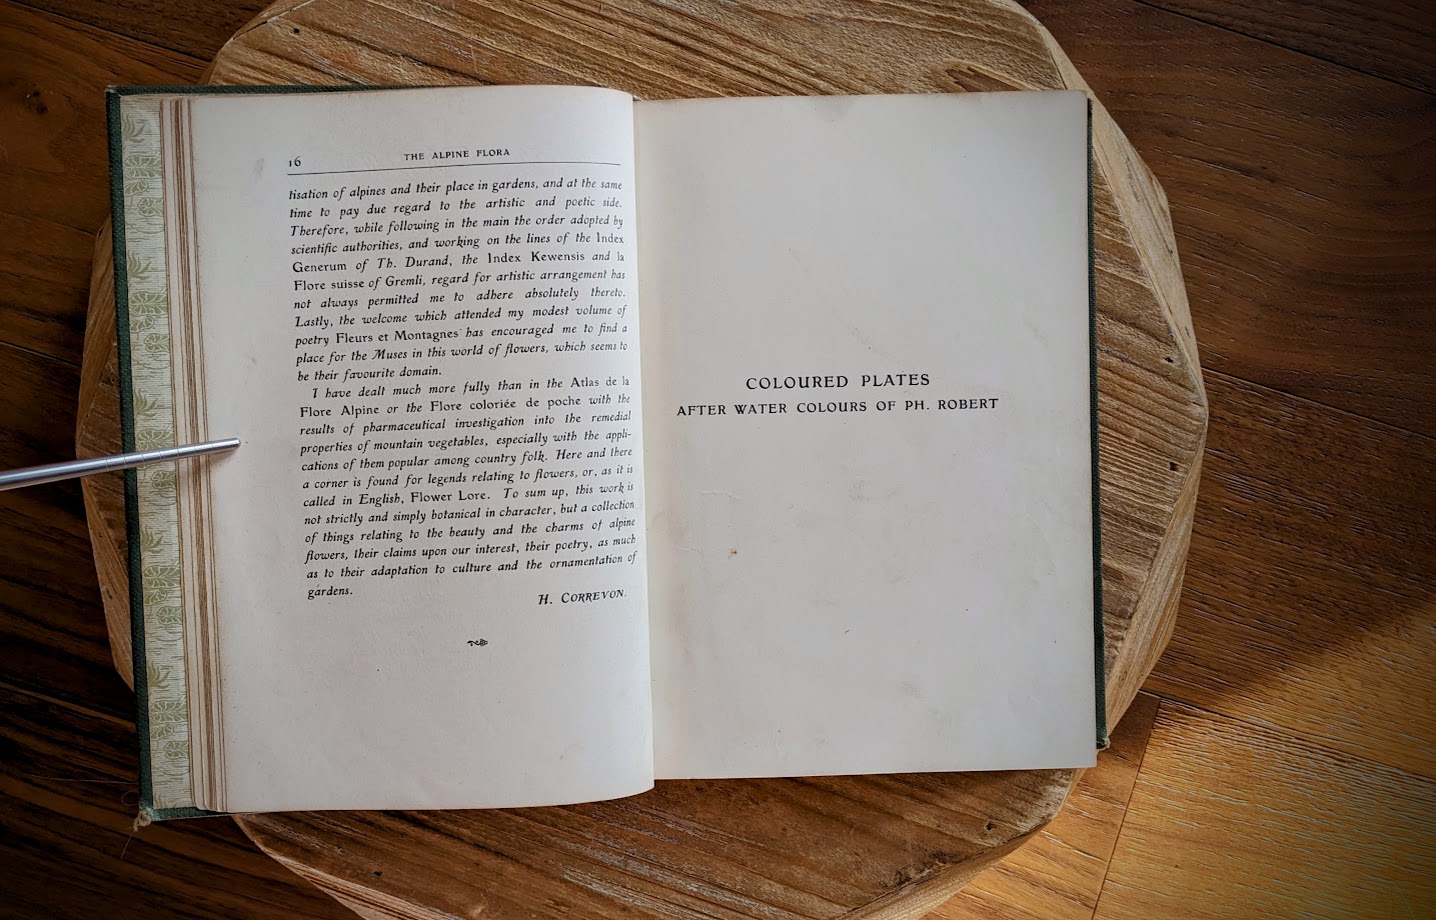 16 THE ALPINE FLORA
tisation of alpines and their place in gardens, and at the same
time to pay due regard to the artistic and poetic side.
Therefore, while following in the main the order adopted by
scientific authorities, and working on the lines of the Index
Generum of Th. Durand, the Index Kewensis and la
Flore suisse of Gremli, regard for artistic arrangement has
not always permitted me to adhere absolutely thereto.
Lastly, the welcome which attended my modest volume of
poetry Fleurs et Montagnes has encouraged me to find a
place for the Muses in this world of flowers, which seems to
be their favourite domain.
I have dealt much more fully than in the Atlas de la
Flore Alpine or the Flore coloriée de poche with the
results of pharmaceutical investigation into the remedial
properties of mountain vegetables, especially with the appli-
cations of them popular among country folk. Here and there
a corner is found for legends relating to flowers, or, as it is
called in English, Flower Lore. To sum up, this work is
not strictly and simply botanical in character, but a collection
of things relating to the beauty and the charms of alpine
flowers, their claims upon our interest, their poetry, as much
as to their adaptation to culture and the ornamentation of
gárdens.
H. CORREVON.
COLOURED PLATES
AFTER WATER COLOURS OF PH. ROBERT